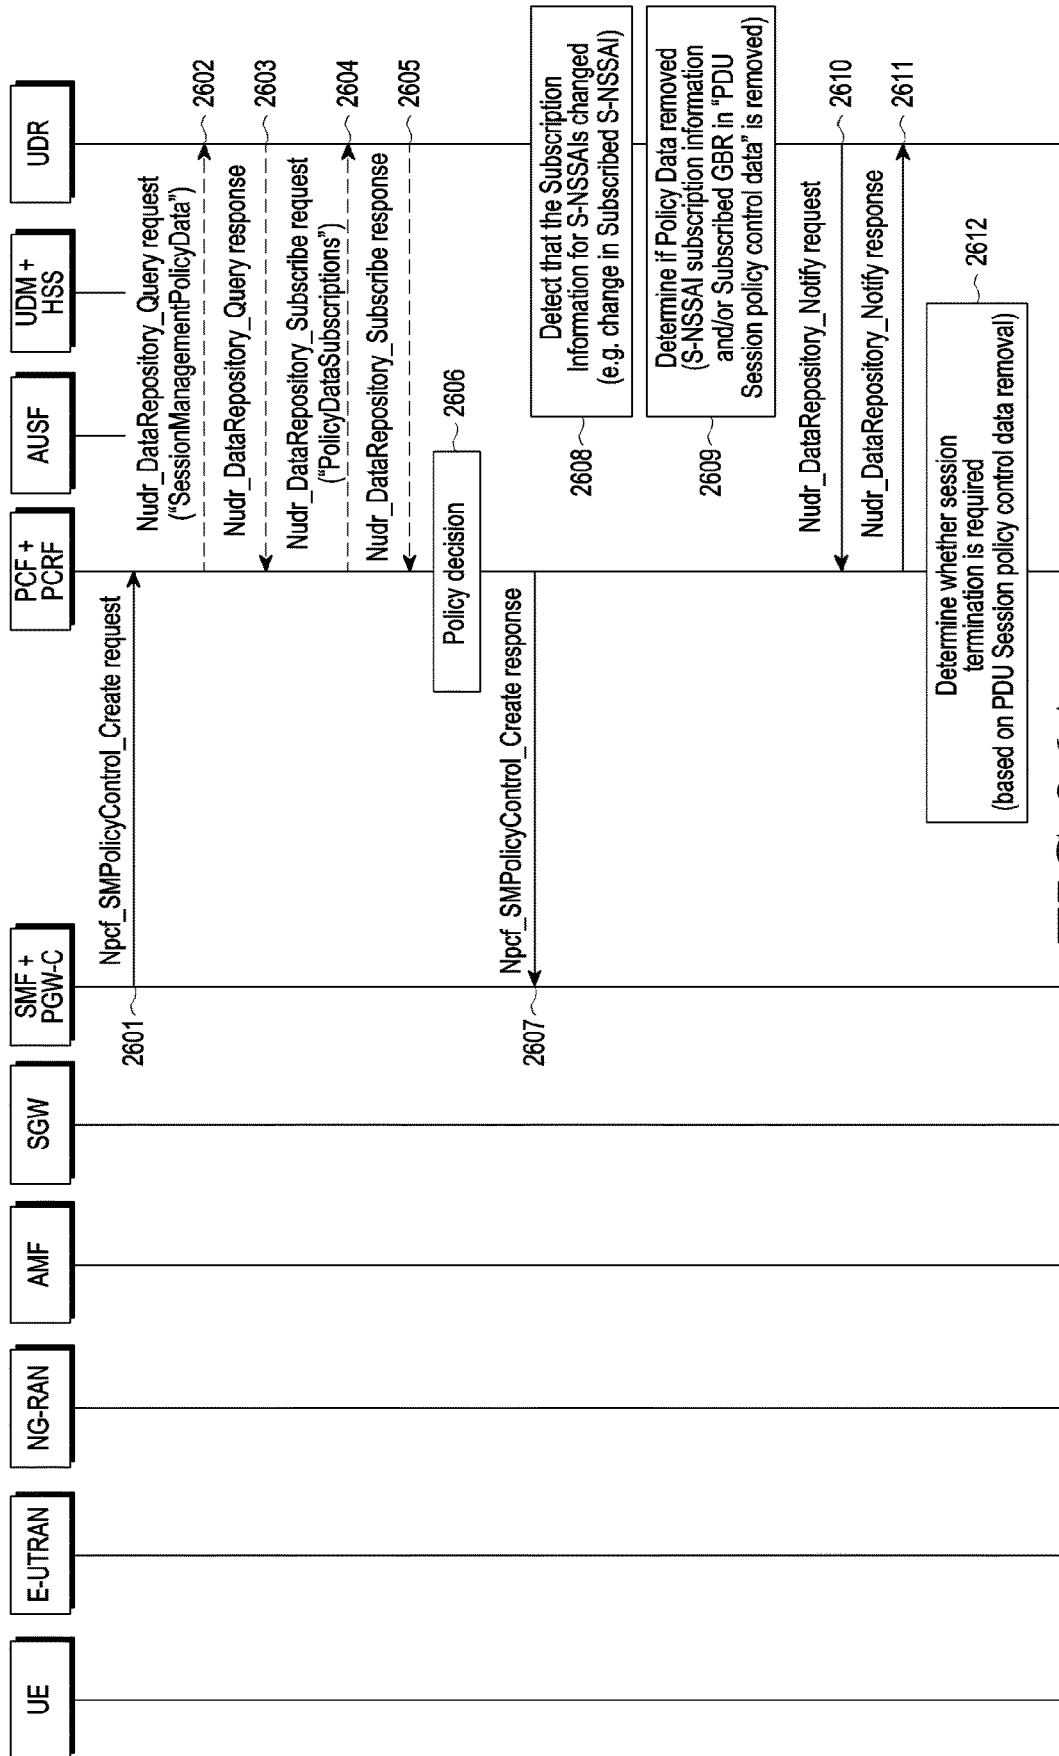 UE
E-UTRAN
NG-RAN
AMF
SGW
SMF +
PGW-C
PCF +
PCRF
AUSF
UDM +
HSS
UDR
2601
Npcf_SMPolicyControl_Create request
Nudr_DataRepository_Query request
("SessionManagementPolicyData")
2602
Nudr_DataRepository_Query response
2603
Nudr_DataRepository_Subscribe request
("PolicyDataSubscriptions")
2604
Nudr_DataRepository_Subscribe response
2605
Policy decision
2606
2607
Npcf_SMPolicyControl_Create response
2608
Detect that the Subscription
Information for S-NSSAIs changed
(e.g. change in Subscribed S-NSSAI)
2609
Determine if Policy Data removed
(S-NSSAI subscription information
and/or Subscribed GBR in "PDU
Session policy control data" is removed)
Nudr_DataRepository_Notify request
2610
Nudr_DataRepository_Notify response
2611
Determine whether session
termination is required
(based on PDU Session policy control data removal)
2612